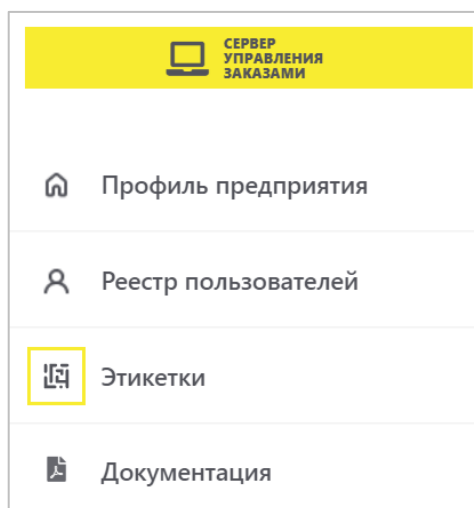 СЕРВЕР
УПРАВЛЕНИЯ
ЗАКАЗАМИ
Профиль предприятия
Реестр пользователей
Этикетки
Документация